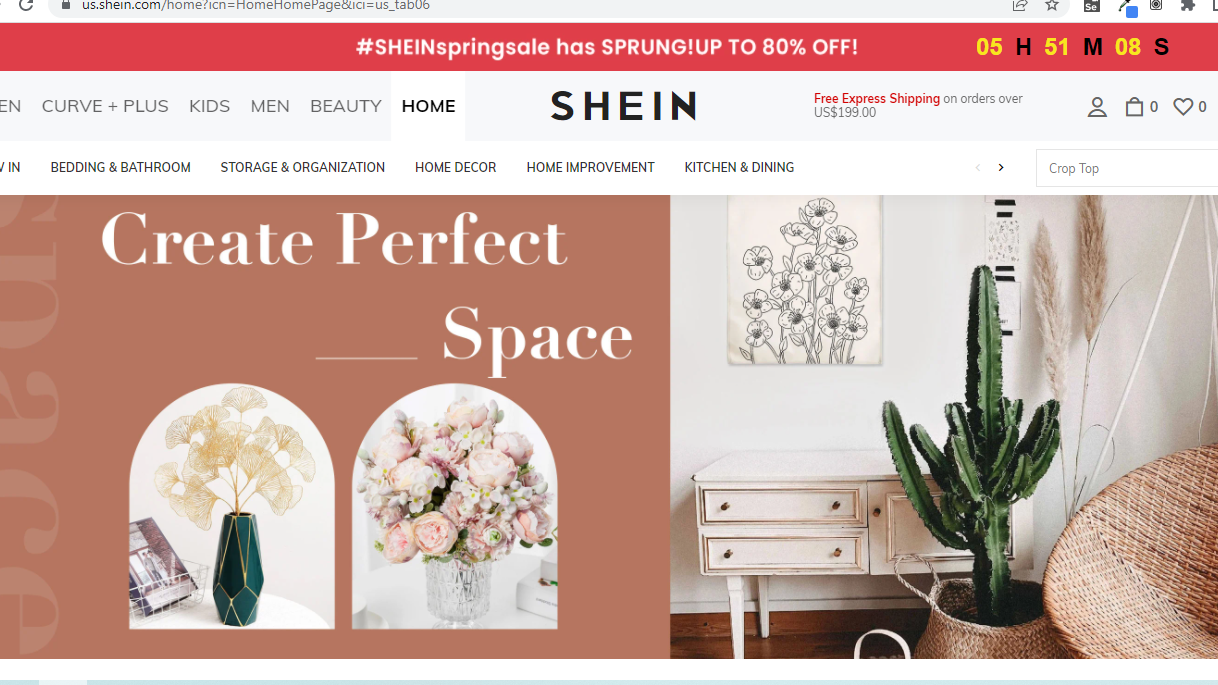 us.shein.com/home?icn=HomeHomePage&ici=us_tab06
Se
#SHEINspringsale has SPRUNG!UP TO 80% OFF!
05 H 51 M 08 S
EN CURVE + PLUS KIDS MEN BEAUTY HOME
SHEIN
Free Express Shipping on orders over
US$199.00
0 0
W IN BEDDING & BATHROOM STORAGE & ORGANIZATION HOME DECOR HOME IMPROVEMENT KITCHEN & DINING
Crop Top
Create Perfect
Space
space